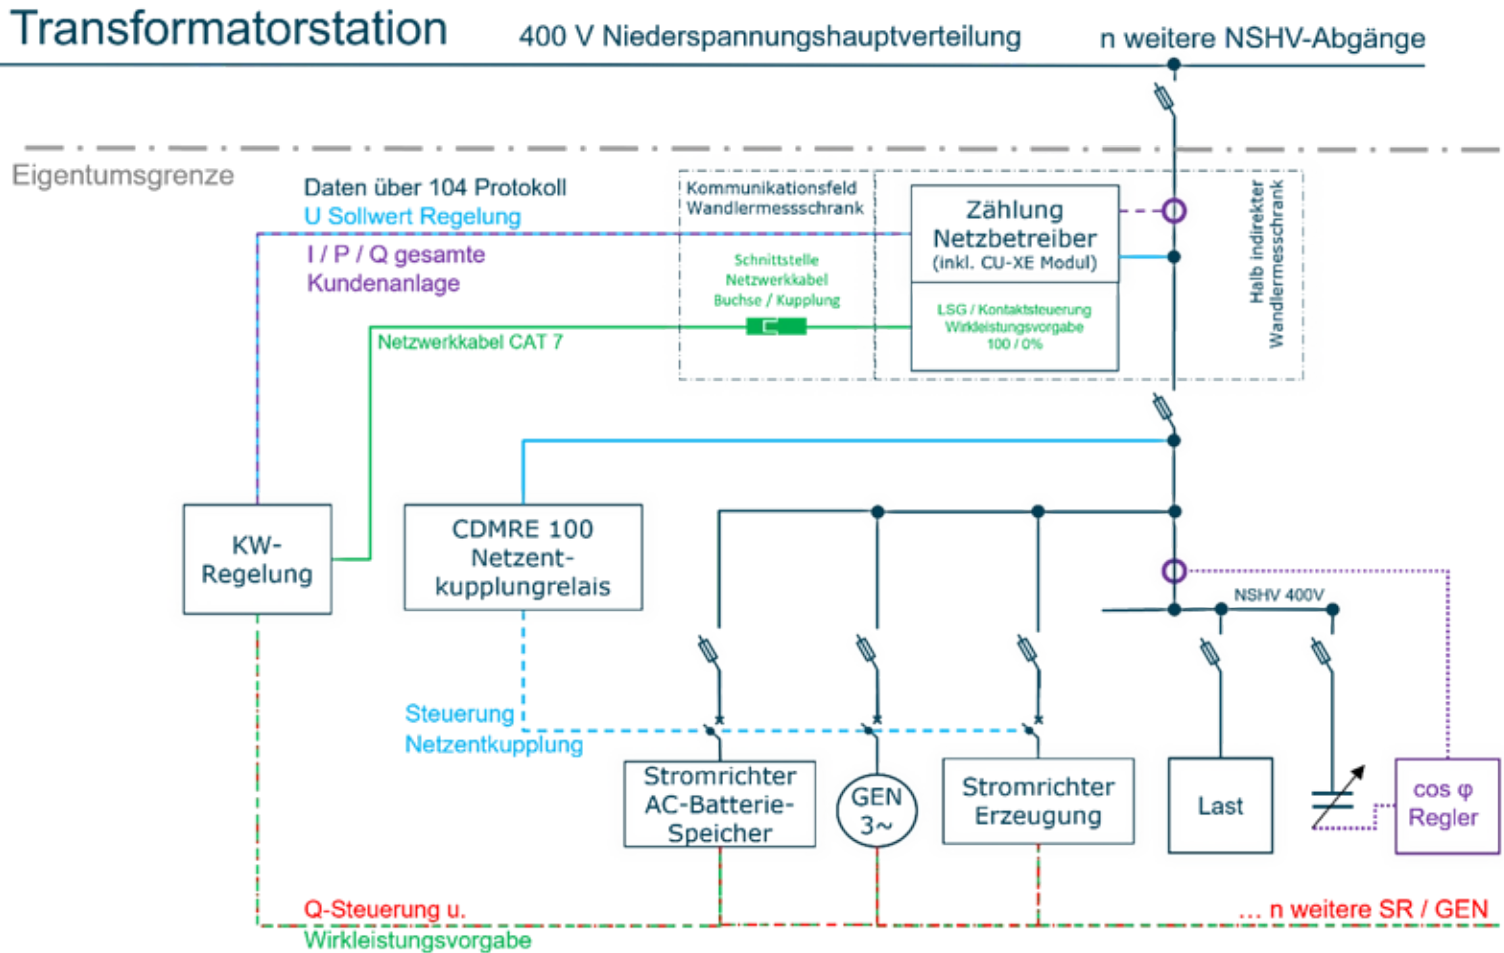 Transformatorstation
400 V Niederspannungshauptverteilung
n weitere NSHV-Abgänge
Eigentumsgrenze
Daten über 104 Protokoll
U Sollwert Regelung
I / P / Q gesamte
Kundenanlage
Kommunikationsfeld
Wandlermessschrank
Zählung
Netzbetreiber
(inkl. CU-XE Modul)
Halb indirekter
Wandlermesschrank
Schnittstelle
Netzwerkkabel
Buchse / Kupplung
LSG / Kontaktsteuerung
Wirkleistungsvorgabe
100 / 0%
Netzwerkkabel CAT 7
KW-
Regelung
CDMRE 100
Netzent-
kupplungrelais
NSHV 400V
Steuerung
Netzentkupplung
Stromrichter
AC-Batterie-
Speicher
GEN
3~
Stromrichter
Erzeugung
Last
cos φ
Regler
Q-Steuerung u.
Wirkleistungsvorgabe
... n weitere SR / GEN